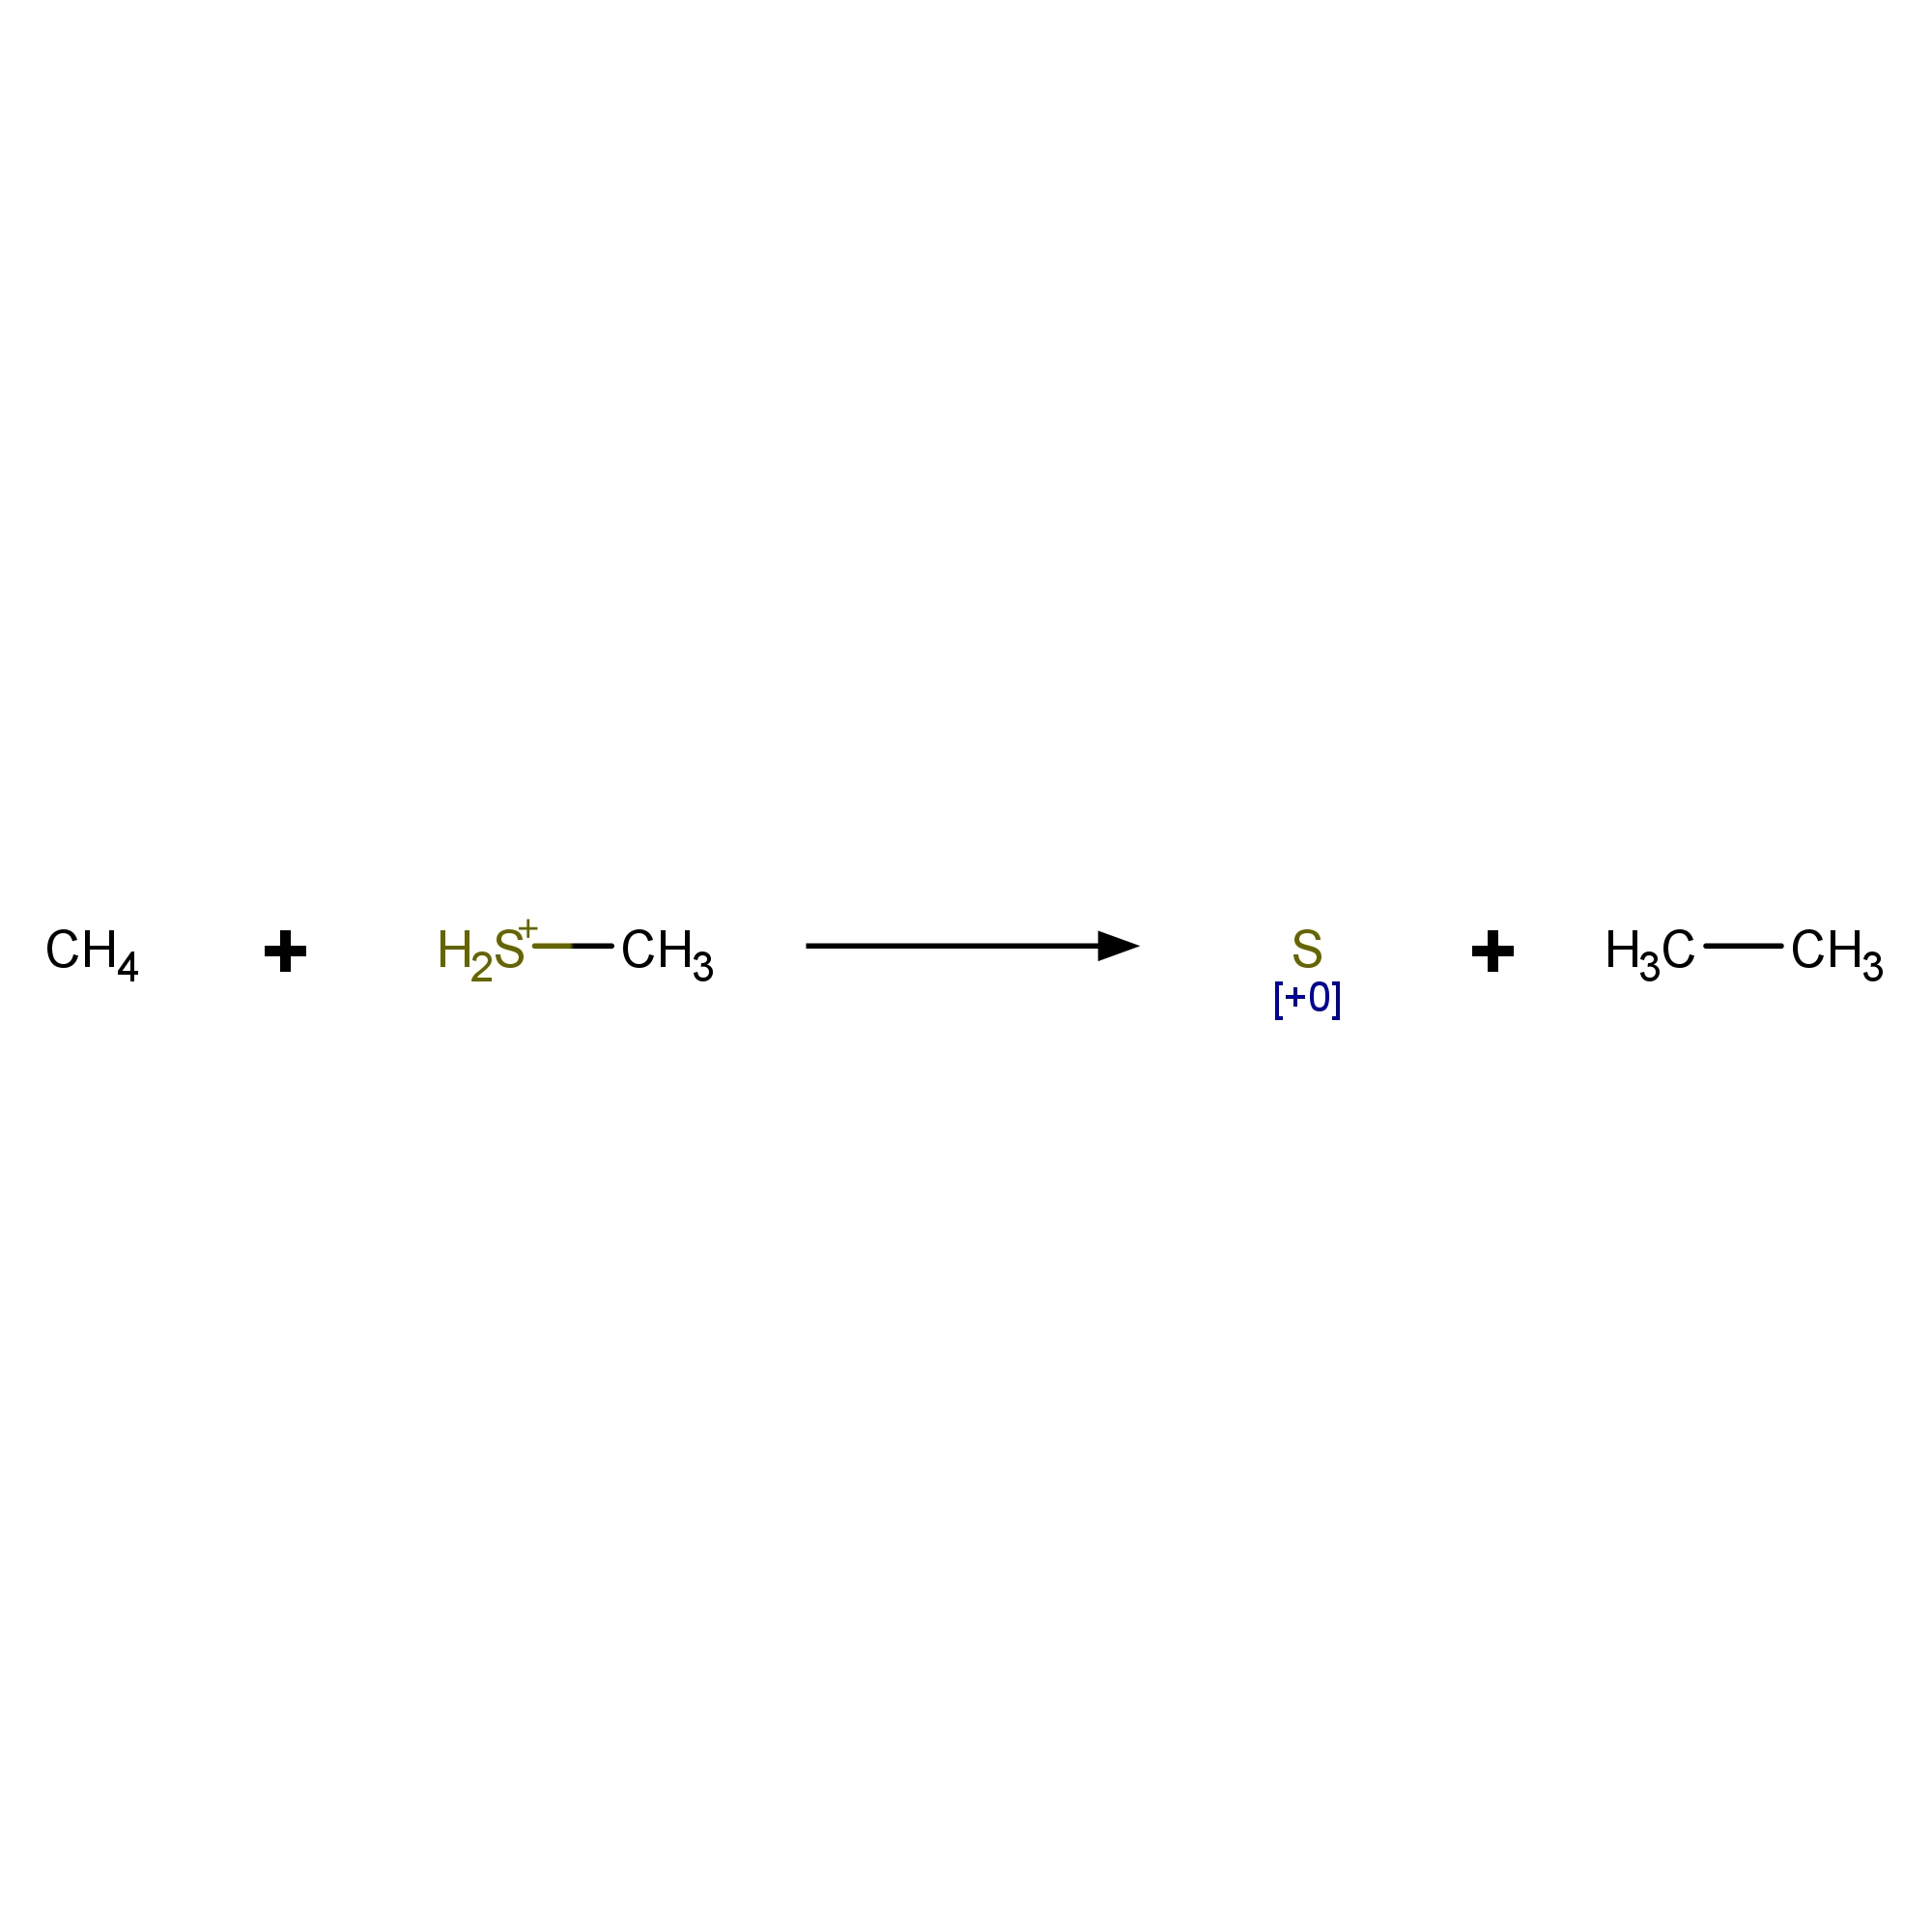 CH4 + H2S+—CH3 → S + H3C—CH3
[+0]